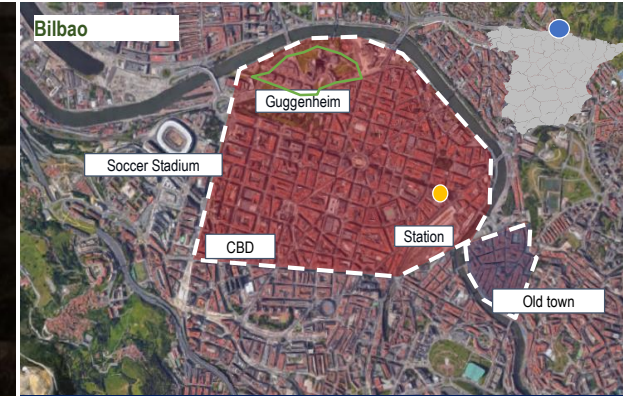 Bilbao
Guggenheim
Soccer Stadium
CBD
Station
Old town